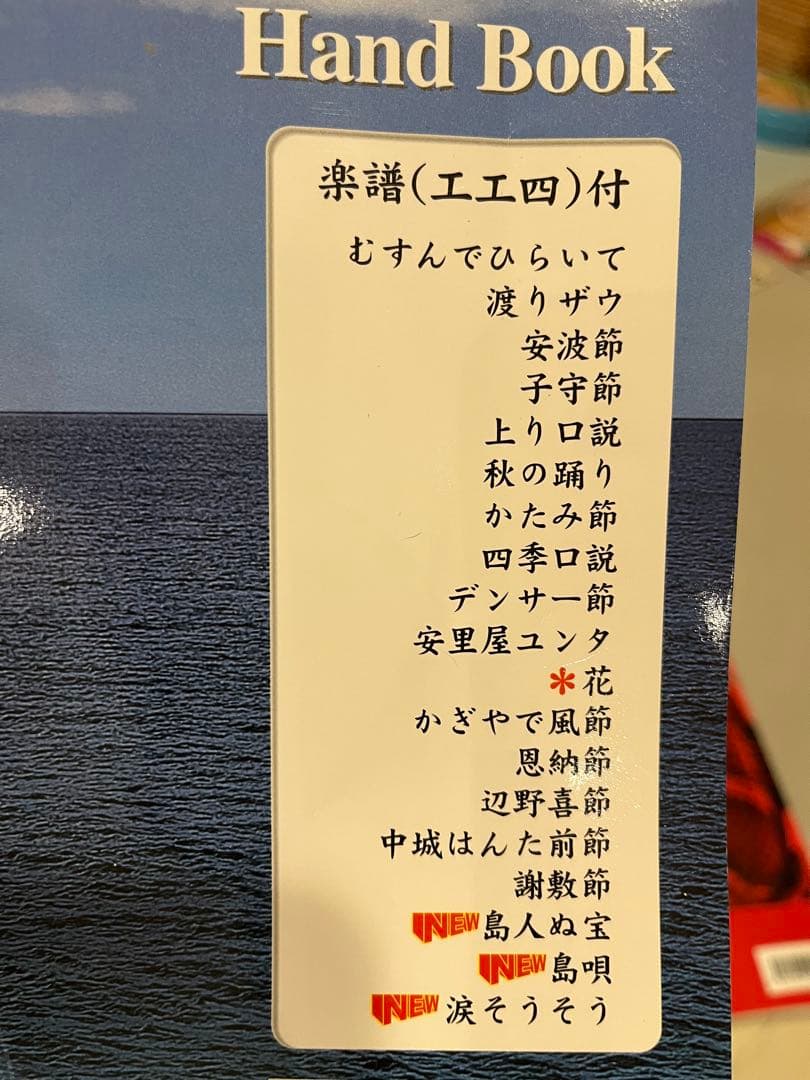 Hand Book
楽譜(工工四)付
むすんでひらいて
渡りザウ
安波節
子守節
上り口説
秋の踊り
かたみ節
四季口説
デンサー節
安里屋ユンタ
＊花
かぎやで風節
恩納節
辺野喜節
中城はんた前節
謝敷節
NEW島人ぬ宝
NEW島唄
NEW涙そうそう